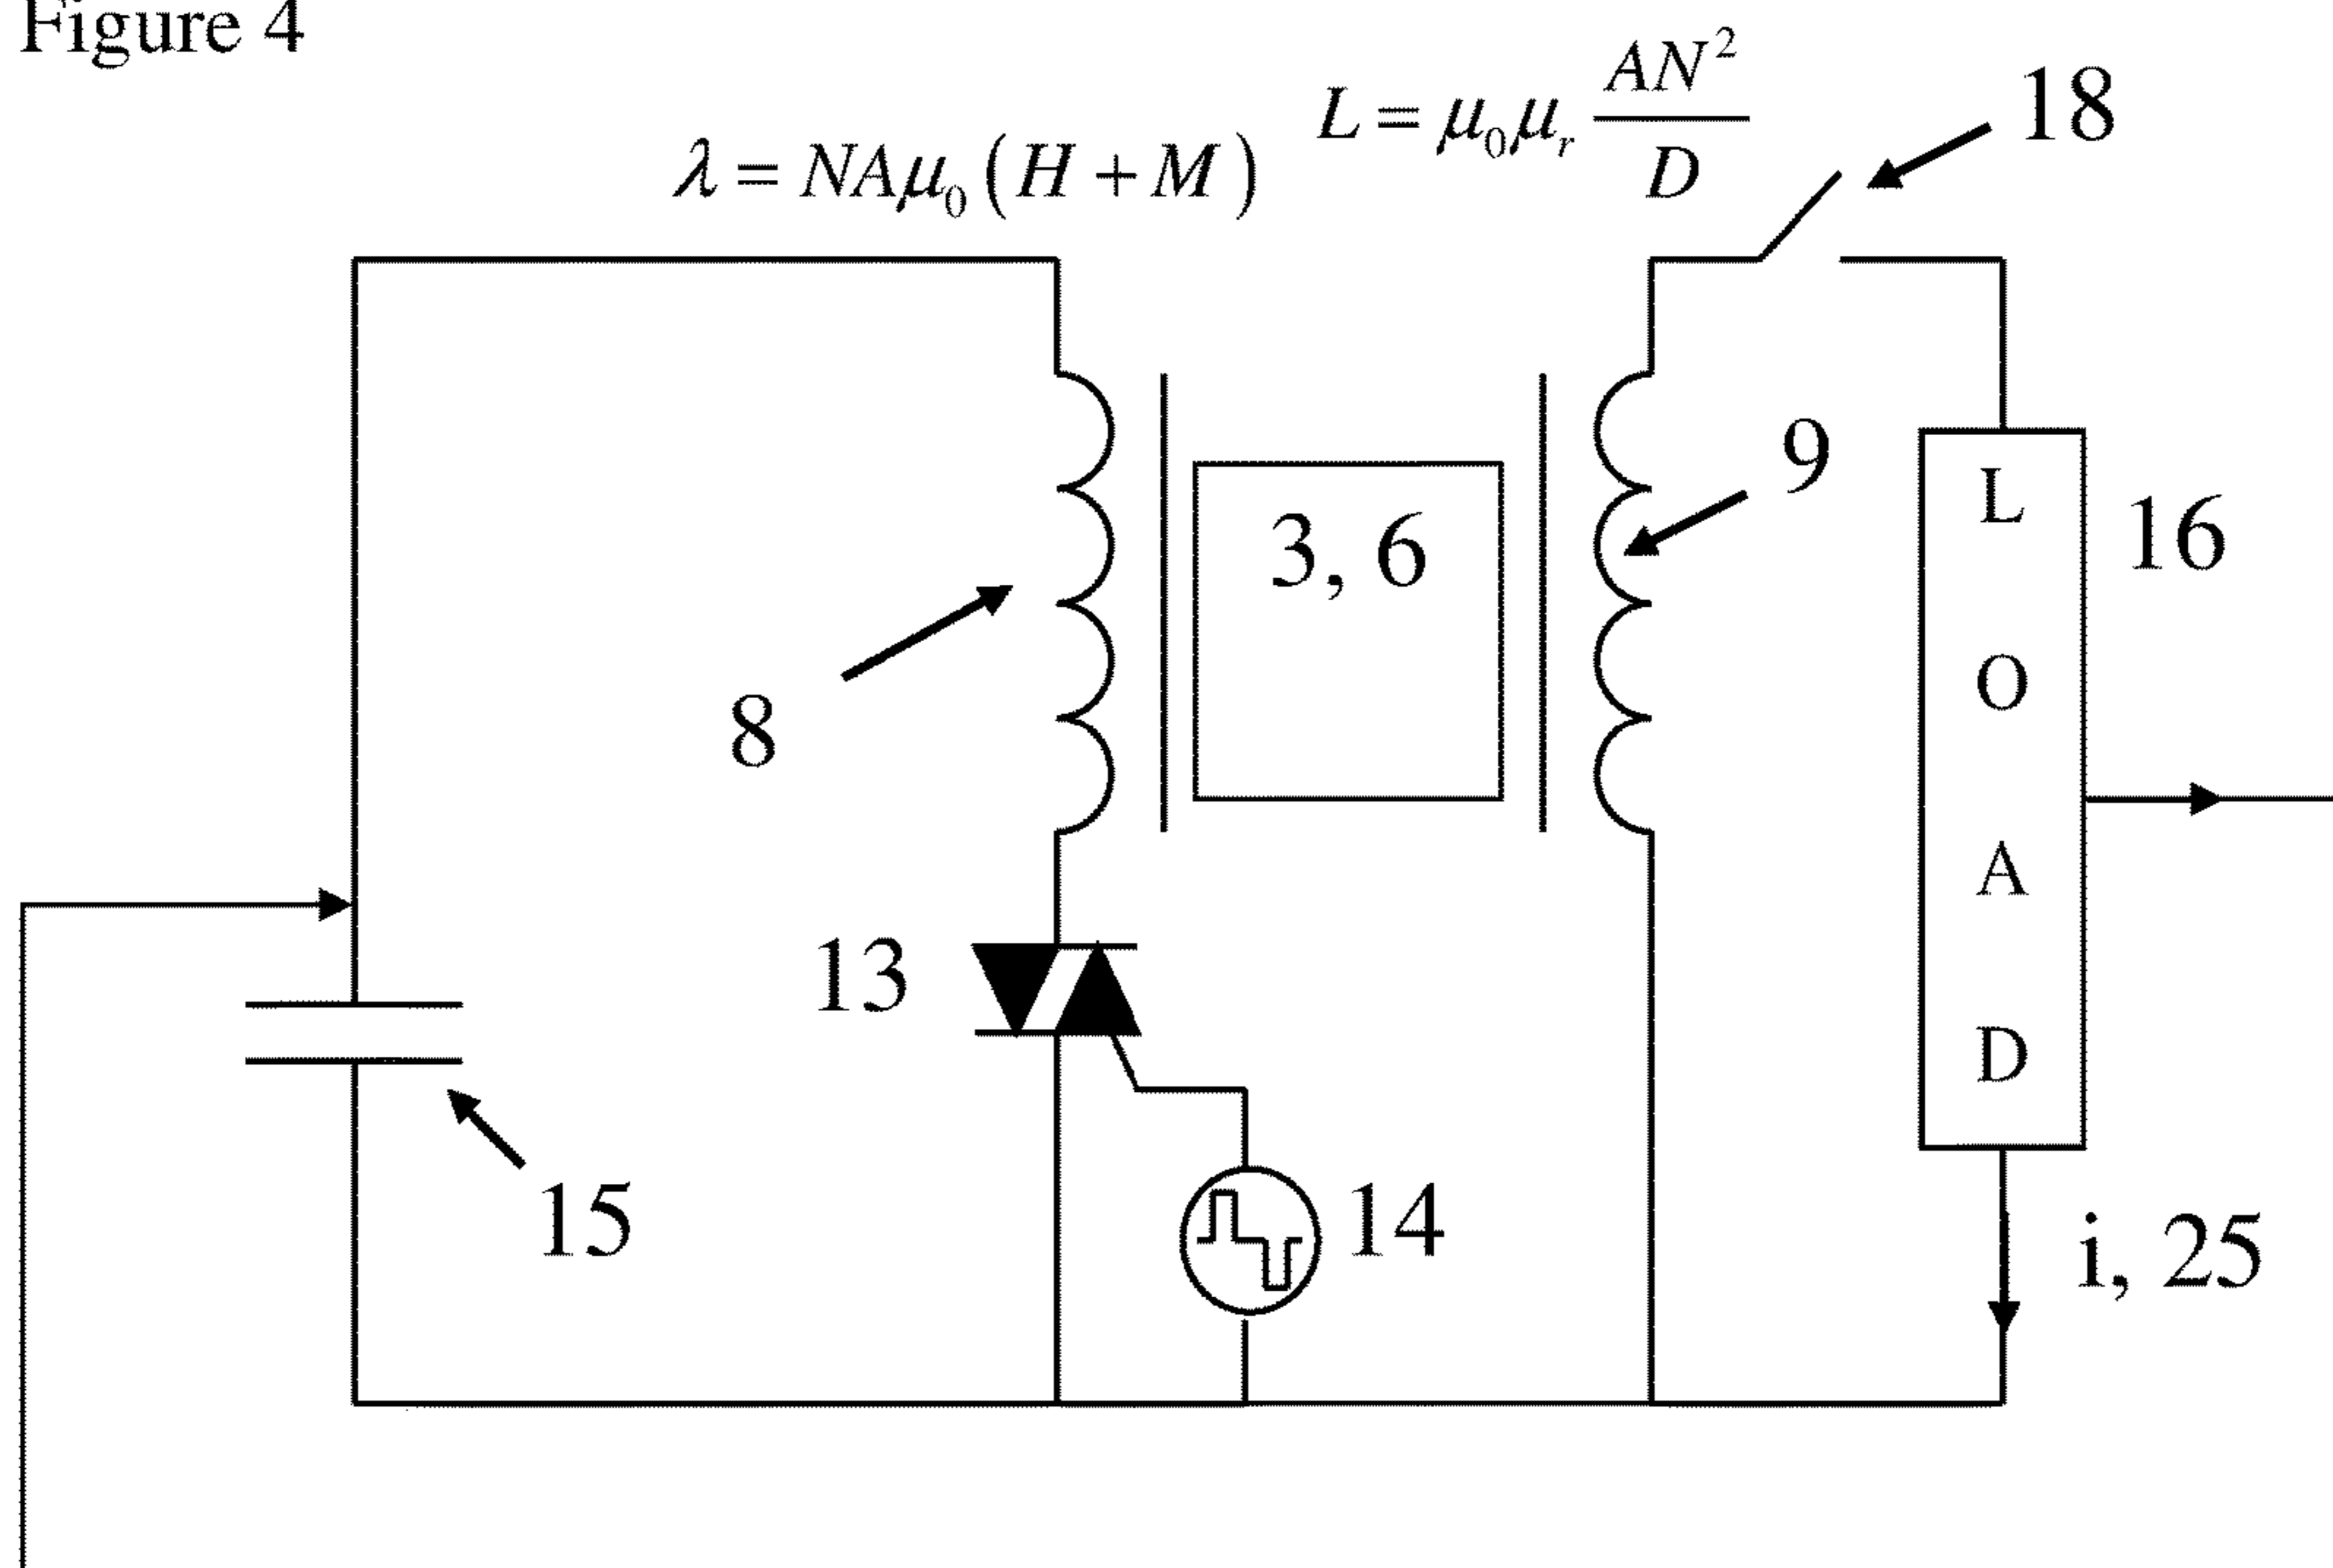 Figure 4
λ = NAμ₀(H + M)
L = μ₀μᵣ AN²/D
18
9
3, 6
8
16
L
O
A
D
13
15
14
i, 25